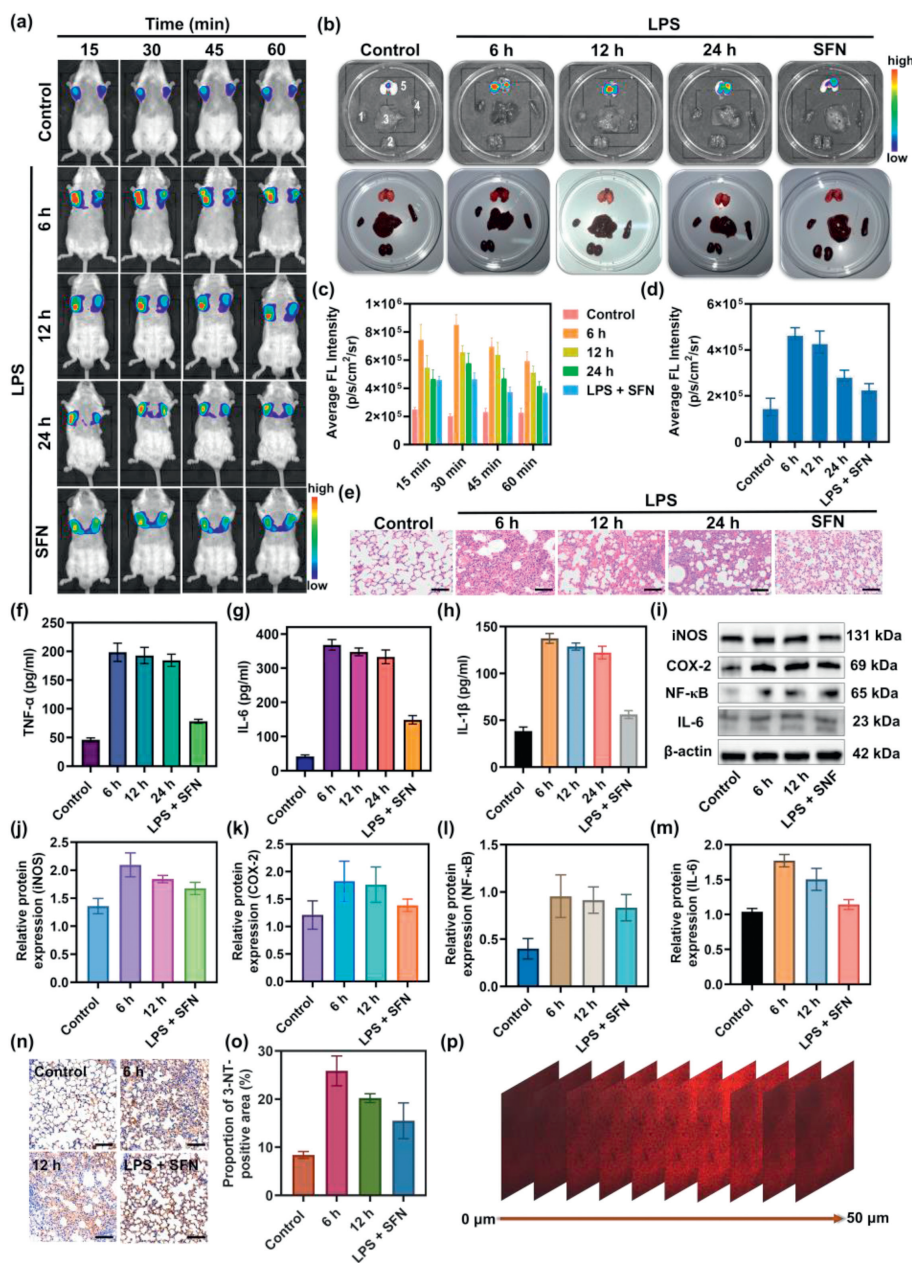 (a)
Time (min)
15 30 45 60
Control
LPS
6 h
12 h
24 h
SFN
high
low
(b)
LPS
Control 6 h 12 h 24 h SFN
5
1 3 4
2
high
low
(c)
Average FL Intensity
(p/s/cm²/sr)
1×10⁶
8×10⁵
6×10⁵
4×10⁵
2×10⁵
0
15 min 30 min 45 min 60 min
Control
6 h
12 h
24 h
LPS + SFN
(d)
Average FL Intensity
(p/s/cm²/sr)
6×10⁵
4×10⁵
2×10⁵
0
Control 6 h 12 h 24 h LPS + SFN
(e)
LPS
Control 6 h 12 h 24 h SFN
(f)
TNF-α (pg/ml)
250
200
150
100
50
0
Control 6 h 12 h 24 h LPS + SFN
(g)
IL-6 (pg/ml)
400
300
200
100
0
Control 6 h 12 h 24 h LPS + SFN
(h)
IL-1β (pg/ml)
150
100
50
0
Control 6 h 12 h 24 h LPS + SFN
(i)
iNOS 131 kDa
COX-2 69 kDa
NF-κB 65 kDa
IL-6 23 kDa
β-actin 42 kDa
Control 6 h 12 h LPS + SNF
(j)
Relative protein
expression (iNOS)
2.5
2.0
1.5
1.0
0.5
0.0
Control 6 h 12 h LPS + SFN
(k)
Relative protein
expression (COX-2)
2.5
2.0
1.5
1.0
0.5
0.0
Control 6 h 12 h LPS + SFN
(l)
Relative protein
expression (NF-κB)
1.5
1.0
0.5
0.0
Control 6 h 12 h LPS + SFN
(m)
Relative protein
expression (IL-6)
2.0
1.5
1.0
0.5
0.0
Control 6 h 12 h LPS + SFN
(n)
Control 6 h
12 h LPS + SFN
(o)
Proportion of 3-NT-
positive area (%)
30
20
10
0
Control 6 h 12 h LPS + SFN
(p)
0 μm 50 μm